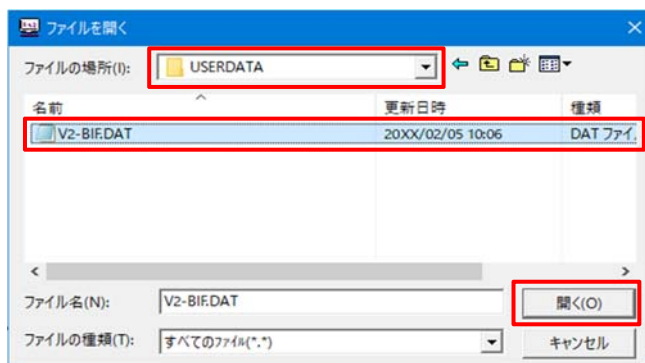 ファイルを開く
ファイルの場所(I): USERDATA
名前 更新日時 種類
V2-BIF.DAT 20XX/02/05 10:06 DAT ファイ
ファイル名(N): V2-BIF.DAT 開く(O)
ファイルの種類(T): すべてのファイル(*.*) キャンセル